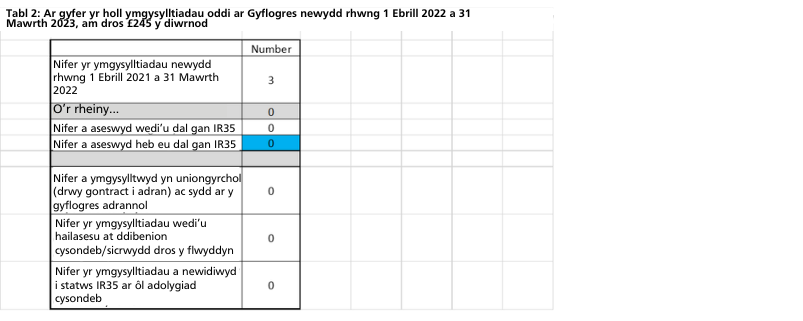 Tabl 2: Ar gyfer yr holl ymgysylltiadau oddi ar Gyflogres newydd rhwng 1 Ebrill 2022 a 31
Mawrth 2023, am dros £245 y diwrnod
Number
Nifer yr ymgysylltiadau newydd
rhwng 1 Ebrill 2021 a 31 Mawrth
2022
3
O’r rheiny...
0
Nifer a aseswyd wedi’u dal gan IR35
0
Nifer a aseswyd heb eu dal gan IR35
0
Nifer a ymgysylltwyd yn uniongyrchol
(drwy gontract i adran) ac sydd ar y
gyflogres adrannol
0
Nifer yr ymgysylltiadau wedi’u
hailasesu at ddibenion
cysondeb/sicrwydd dros y flwyddyn
0
Nifer yr ymgysylltiadau a newidiwyd
i statws IR35 ar ôl adolygiad
cysondeb
0